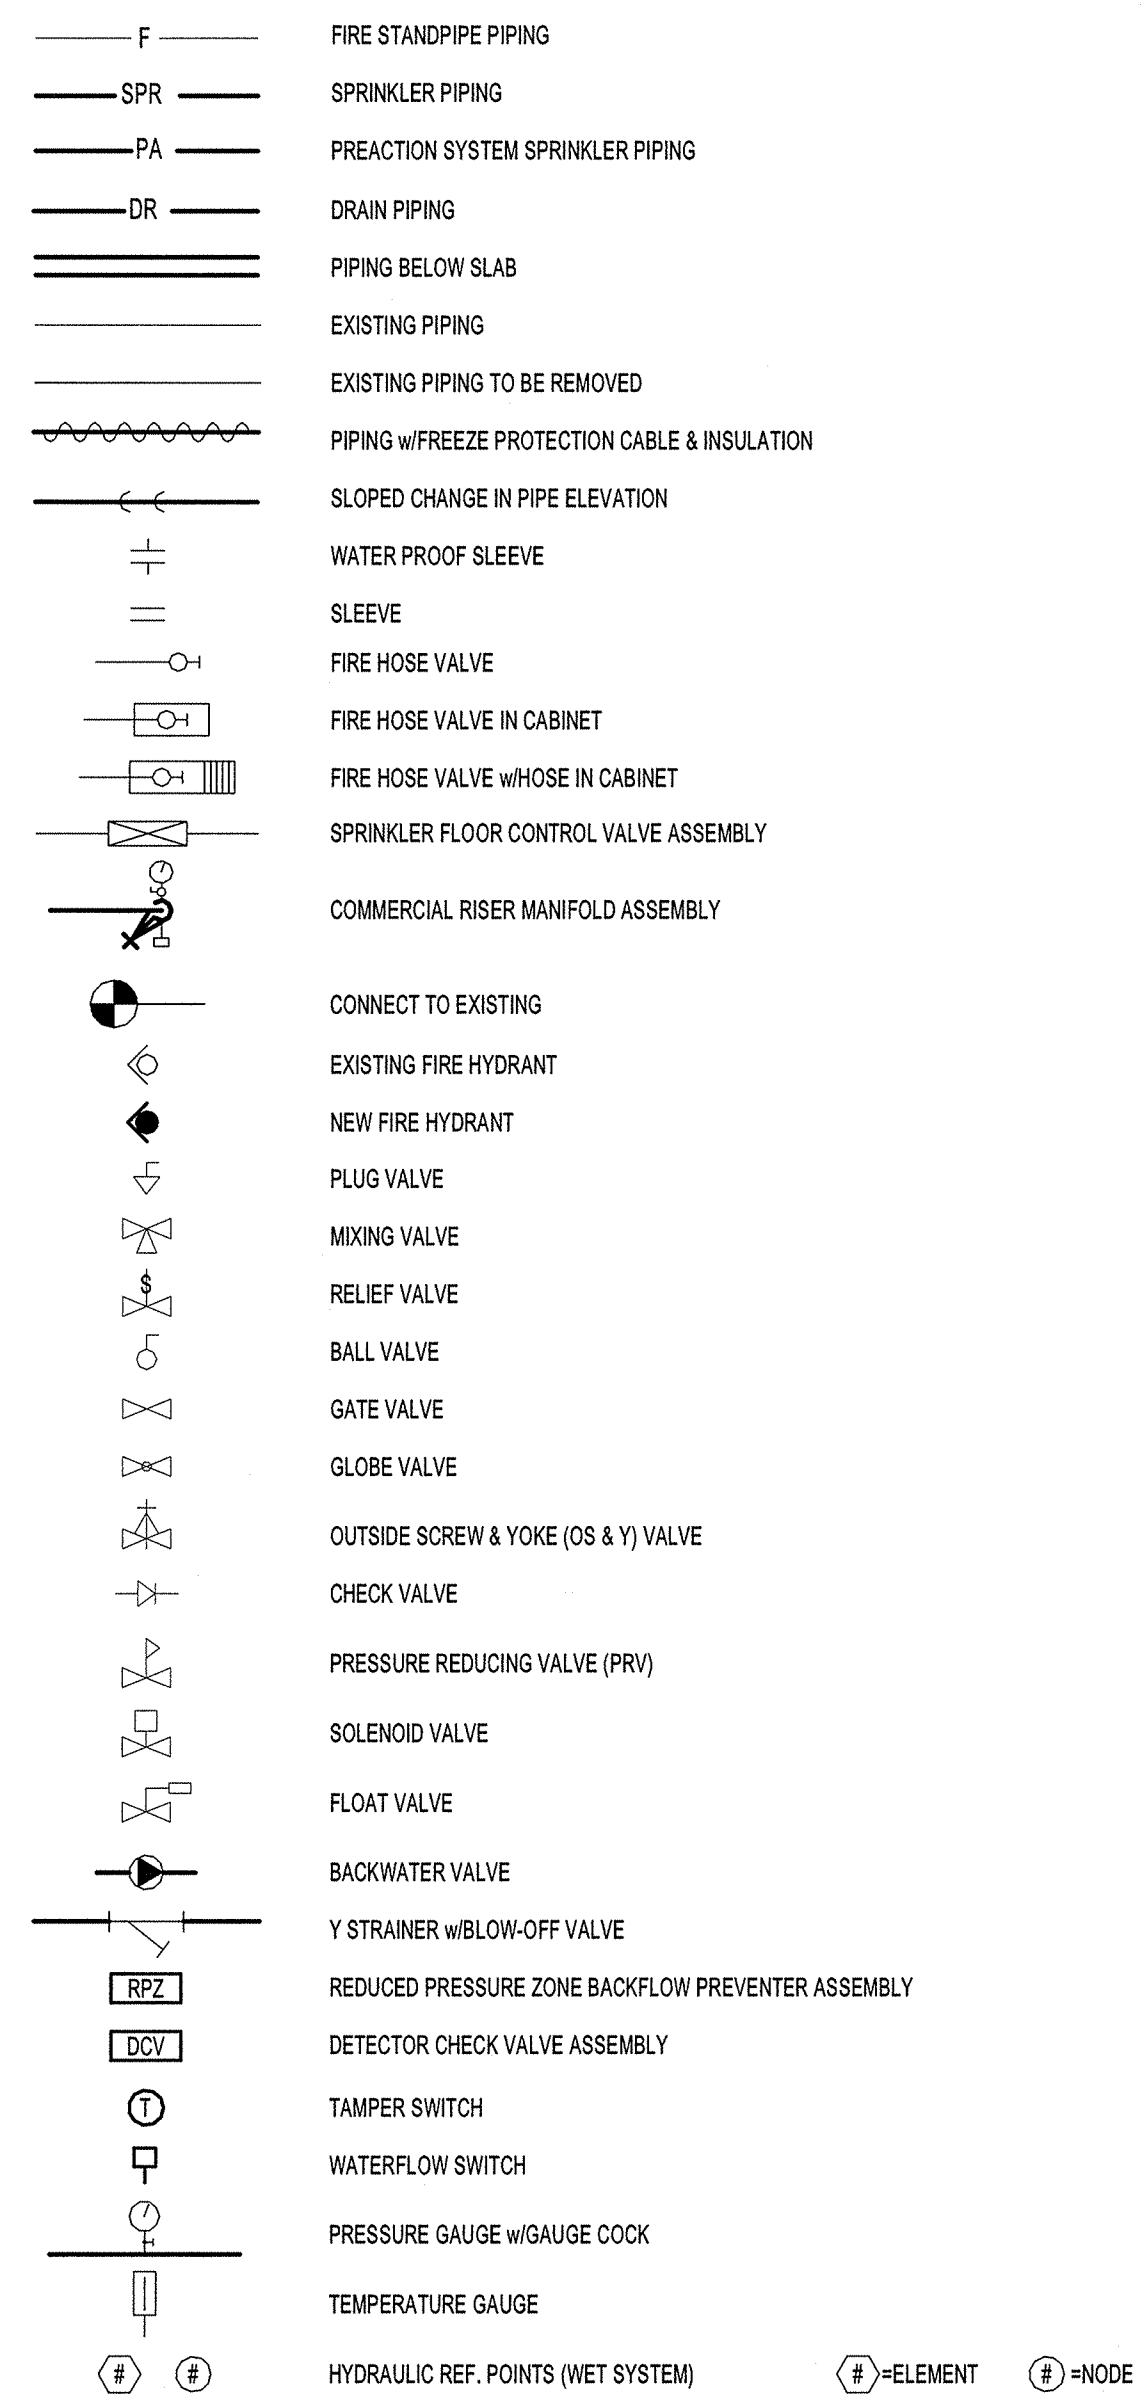 F FIRE STANDPIPE PIPING
SPR SPRINKLER PIPING
PA PREACTION SYSTEM SPRINKLER PIPING
DR DRAIN PIPING
PIPING BELOW SLAB
EXISTING PIPING
EXISTING PIPING TO BE REMOVED
PIPING w/FREEZE PROTECTION CABLE & INSULATION
SLOPED CHANGE IN PIPE ELEVATION
WATER PROOF SLEEVE
SLEEVE
FIRE HOSE VALVE
FIRE HOSE VALVE IN CABINET
FIRE HOSE VALVE w/HOSE IN CABINET
SPRINKLER FLOOR CONTROL VALVE ASSEMBLY
COMMERCIAL RISER MANIFOLD ASSEMBLY
CONNECT TO EXISTING
EXISTING FIRE HYDRANT
NEW FIRE HYDRANT
PLUG VALVE
MIXING VALVE
S RELIEF VALVE
BALL VALVE
GATE VALVE
GLOBE VALVE
OUTSIDE SCREW & YOKE (OS & Y) VALVE
CHECK VALVE
PRESSURE REDUCING VALVE (PRV)
SOLENOID VALVE
FLOAT VALVE
BACKWATER VALVE
Y STRAINER w/BLOW-OFF VALVE
RPZ REDUCED PRESSURE ZONE BACKFLOW PREVENTER ASSEMBLY
DCV DETECTOR CHECK VALVE ASSEMBLY
T TAMPER SWITCH
WATERFLOW SWITCH
PRESSURE GAUGE w/GAUGE COCK
TEMPERATURE GAUGE
# # HYDRAULIC REF. POINTS (WET SYSTEM) # =ELEMENT # =NODE